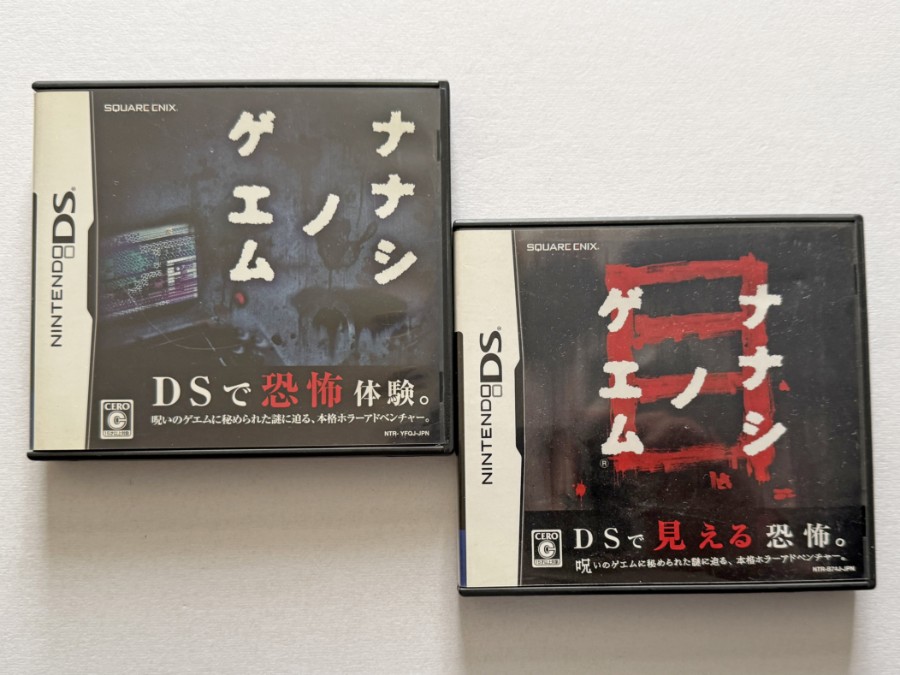 SQUARE ENIX
ナナシ
ノ
ゲエム
NINTENDO DS
DSで恐怖体験。
呪いのゲエムに秘められた謎に迫る、本格ホラーアドベンチャー。
CERO
C
NTR-YFQJ-JPN
SQUARE ENIX
ナナシ
ノ
ゲエム
®
目
NINTENDO DS
DSで見える恐怖。
呪いのゲエムに秘められた謎に迫る、本格ホラーアドベンチャー。
CERO
C